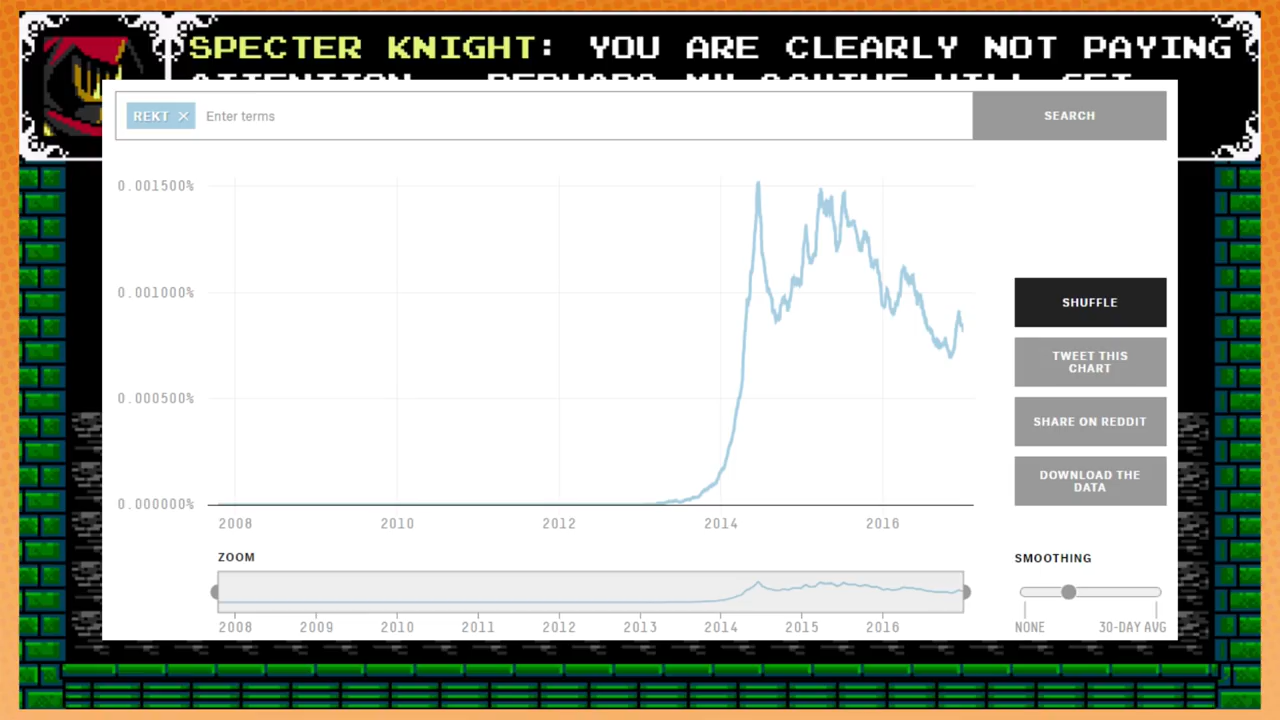 SPECTER KNIGHT: YOU ARE CLEARLY NOT PAYING
REKT × Enter terms
SEARCH
0.001500%
0.001000%
0.000500%
0.000000%
2008 2010 2012 2014 2016
SHUFFLE
TWEET THIS
CHART
SHARE ON REDDIT
DOWNLOAD THE
DATA
ZOOM
2008 2009 2010 2011 2012 2013 2014 2015 2016
SMOOTHING
NONE 30-DAY AVG